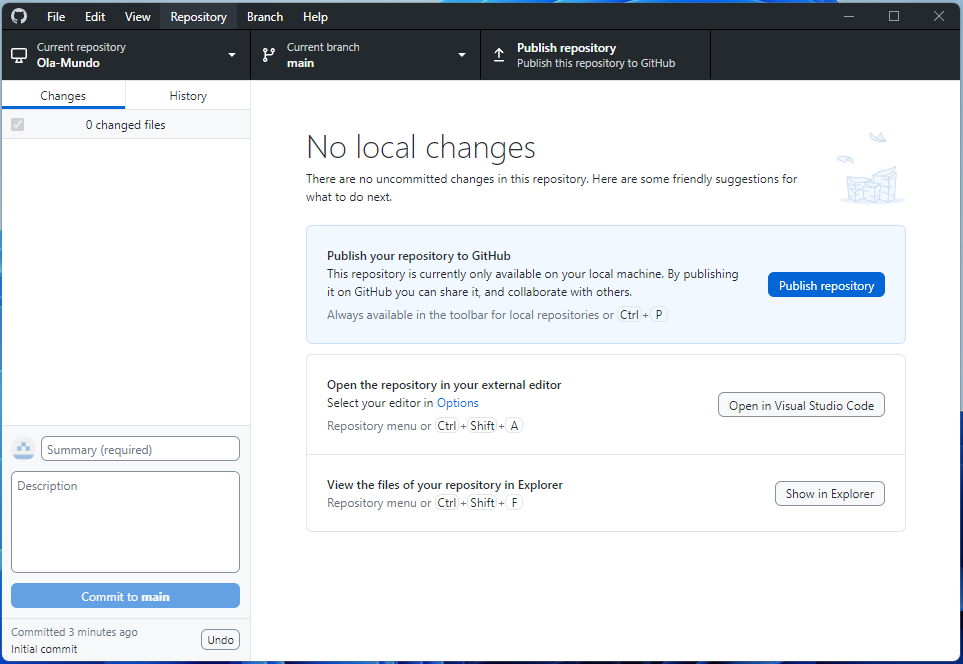 File Edit View Repository Branch Help
Current repository
Ola-Mundo
Current branch
main
Publish repository
Publish this repository to GitHub
Changes History
0 changed files
No local changes
There are no uncommitted changes in this repository. Here are some friendly suggestions for
what to do next.
Publish your repository to GitHub
This repository is currently only available on your local machine. By publishing
it on GitHub you can share it, and collaborate with others.
Always available in the toolbar for local repositories or Ctrl + P
Publish repository
Open the repository in your external editor
Select your editor in Options
Repository menu or Ctrl + Shift + A
Open in Visual Studio Code
View the files of your repository in Explorer
Repository menu or Ctrl + Shift + F
Show in Explorer
Summary (required)
Description
Commit to main
Committed 3 minutes ago
Initial commit
Undo